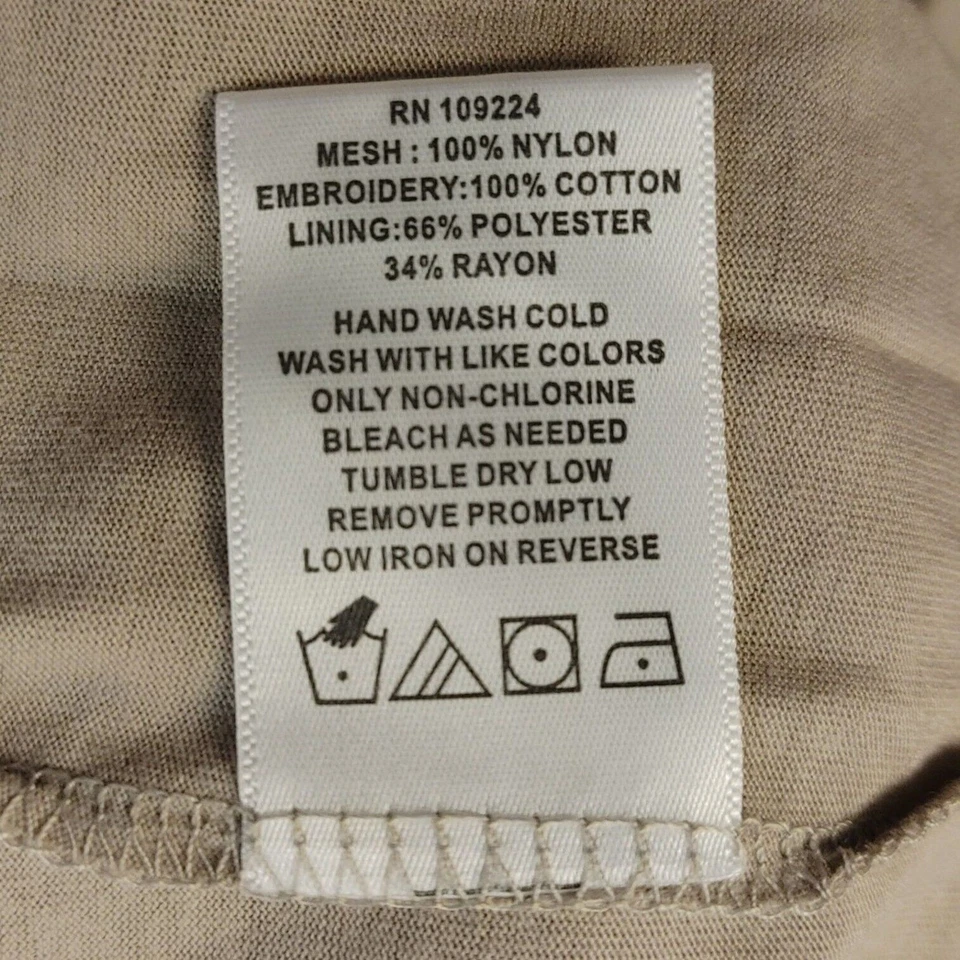 RN 109224
MESH : 100% NYLON
EMBROIDERY:100% COTTON
LINING:66% POLYESTER
34% RAYON
HAND WASH COLD
WASH WITH LIKE COLORS
ONLY NON-CHLORINE
BLEACH AS NEEDED
TUMBLE DRY LOW
REMOVE PROMPTLY
LOW IRON ON REVERSE